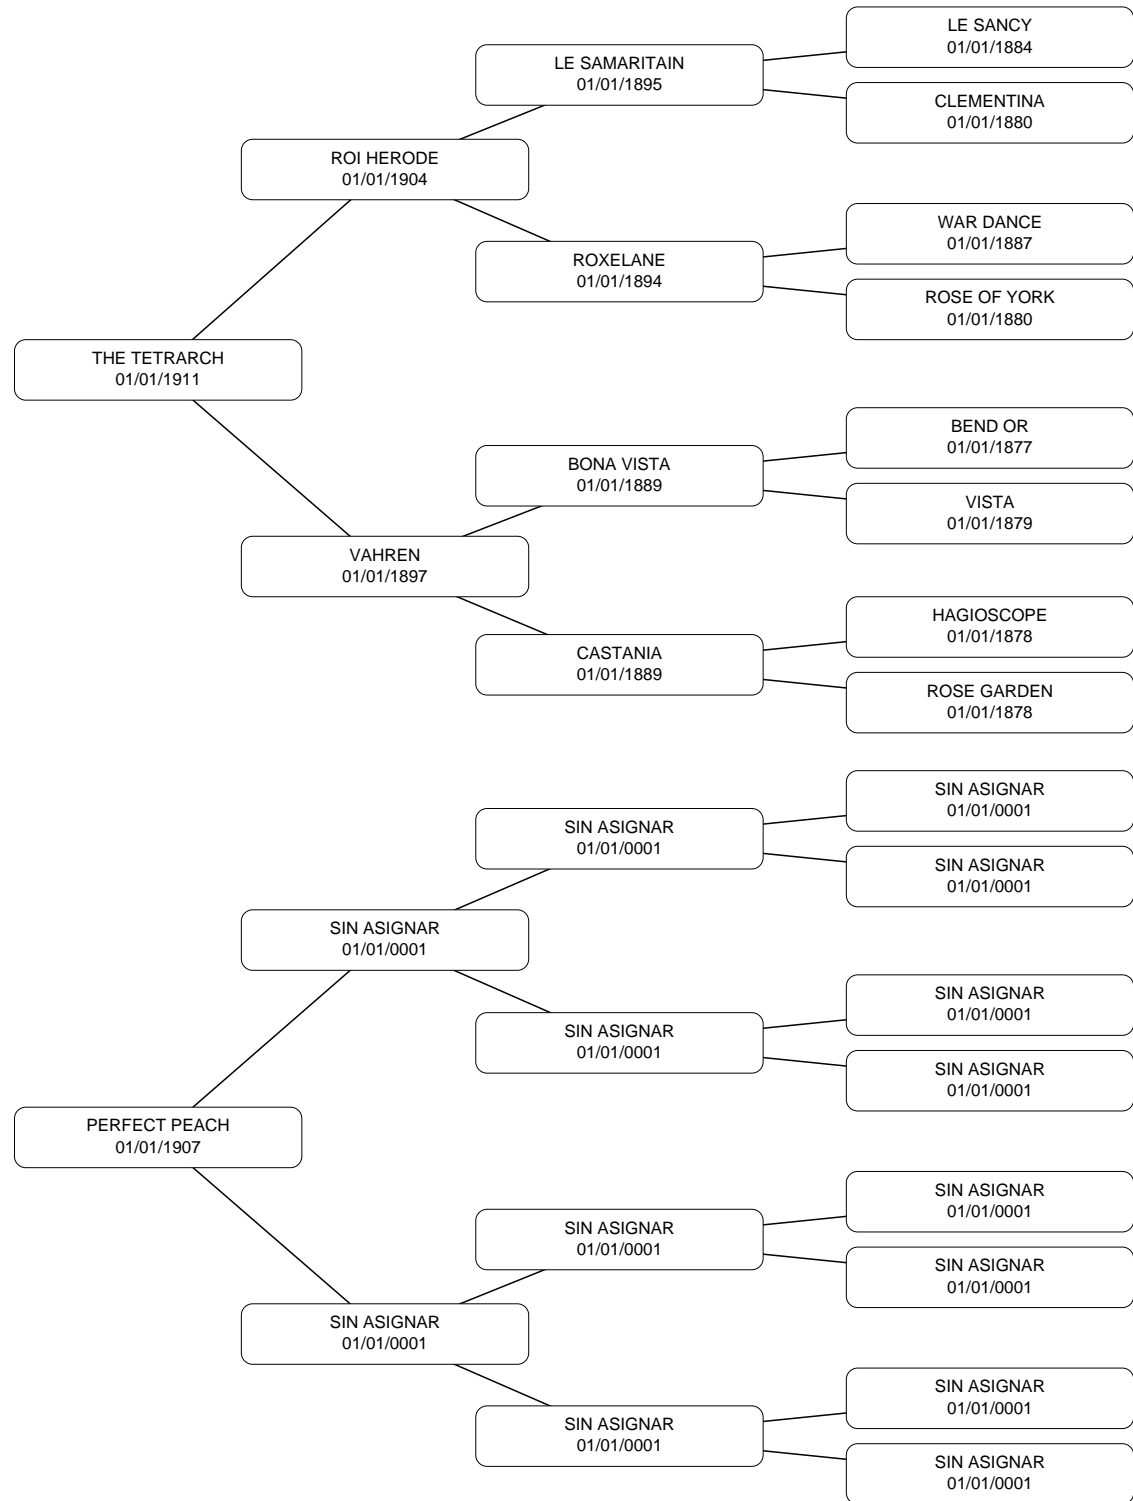 LE SANCY
01/01/1884
LE SAMARITAIN
01/01/1895
CLEMENTINA
01/01/1880
ROI HERODE
01/01/1904
WAR DANCE
01/01/1887
ROXELANE
01/01/1894
ROSE OF YORK
01/01/1880
THE TETRARCH
01/01/1911
BEND OR
01/01/1877
BONA VISTA
01/01/1889
VISTA
01/01/1879
VAHREN
01/01/1897
HAGIOSCOPE
01/01/1878
CASTANIA
01/01/1889
ROSE GARDEN
01/01/1878
SIN ASIGNAR
01/01/0001
SIN ASIGNAR
01/01/0001
SIN ASIGNAR
01/01/0001
SIN ASIGNAR
01/01/0001
SIN ASIGNAR
01/01/0001
SIN ASIGNAR
01/01/0001
SIN ASIGNAR
01/01/0001
PERFECT PEACH
01/01/1907
SIN ASIGNAR
01/01/0001
SIN ASIGNAR
01/01/0001
SIN ASIGNAR
01/01/0001
SIN ASIGNAR
01/01/0001
SIN ASIGNAR
01/01/0001
SIN ASIGNAR
01/01/0001
SIN ASIGNAR
01/01/0001